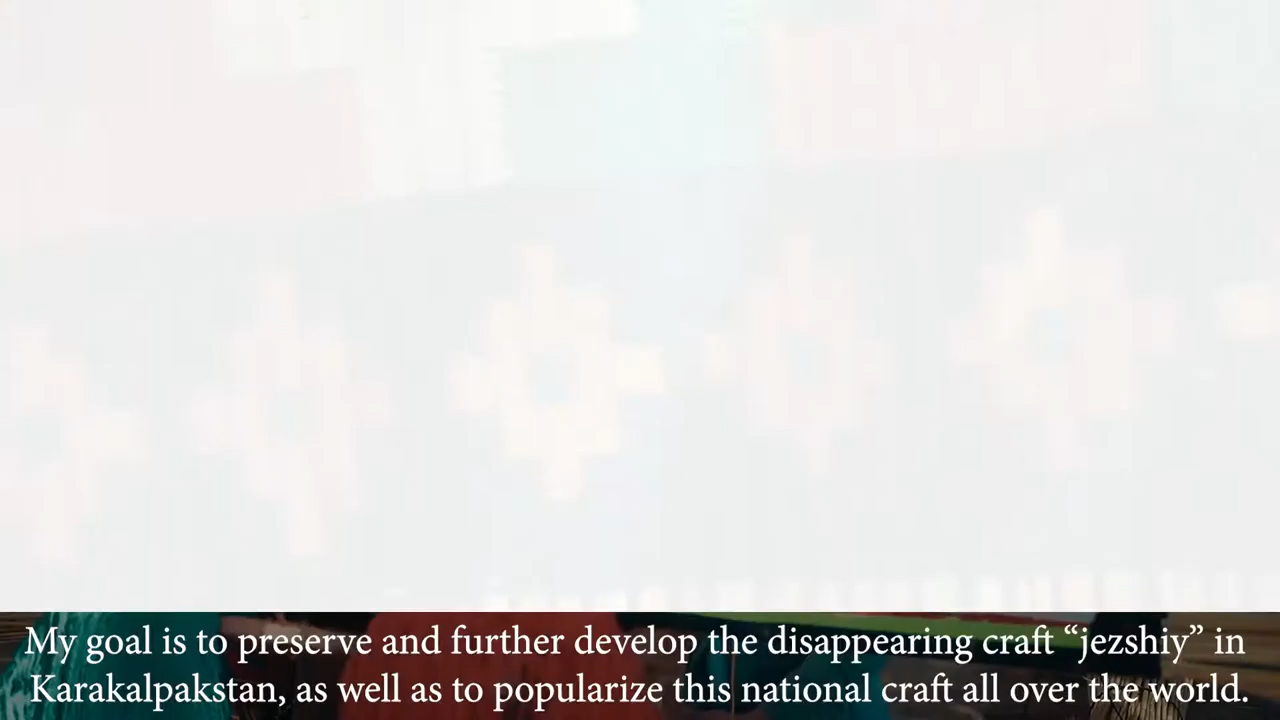 My goal is to preserve and further develop the disappearing craft “jezshiy” in
Karakalpakstan, as well as to popularize this national craft all over the world.